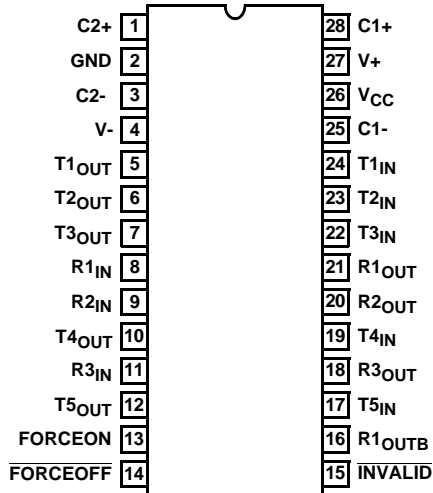 C2+ 1 28 C1+
GND 2 27 V+
C2- 3 26 VCC
V- 4 25 C1-
T1OUT 5 24 T1IN
T2OUT 6 23 T2IN
T3OUT 7 22 T3IN
R1IN 8 21 R1OUT
R2IN 9 20 R2OUT
T4OUT 10 19 T4IN
R3IN 11 18 R3OUT
T5OUT 12 17 T5IN
FORCEON 13 16 R1OUTB
FORCEOFF 14 15 INVALID